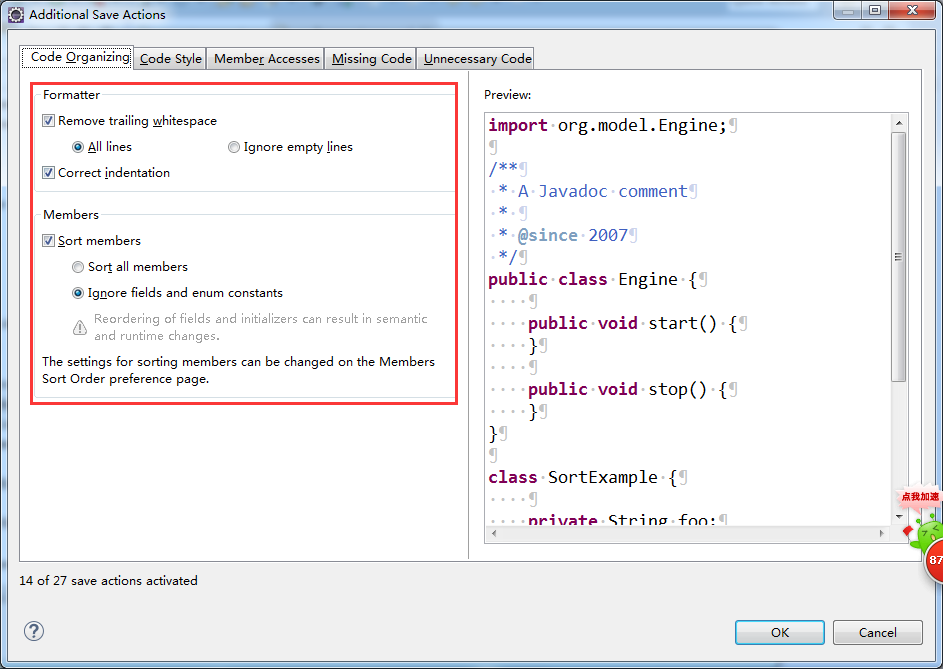 Additional Save Actions
Code Organizing
Code Style
Member Accesses
Missing Code
Unnecessary Code
Formatter
Remove trailing whitespace
All lines
Ignore empty lines
Correct indentation
Members
Sort members
Sort all members
Ignore fields and enum constants
Reordering of fields and initializers can result in semantic
and runtime changes.
The settings for sorting members can be changed on the Members
Sort Order preference page.
Preview:
import·org.model.Engine;¶
¶
/**¶
·*·A·Javadoc·comment¶
·*·¶
·*·@since·2007¶
·*/¶
public·class·Engine·{¶
····¶
····public·void·start()·{¶
····}¶
····¶
····public·void·stop()·{¶
····}¶
}¶
¶
class·SortExample·{¶
····¶
····private·String·foo;¶
点我加速
87
14 of 27 save actions activated
?
OK
Cancel